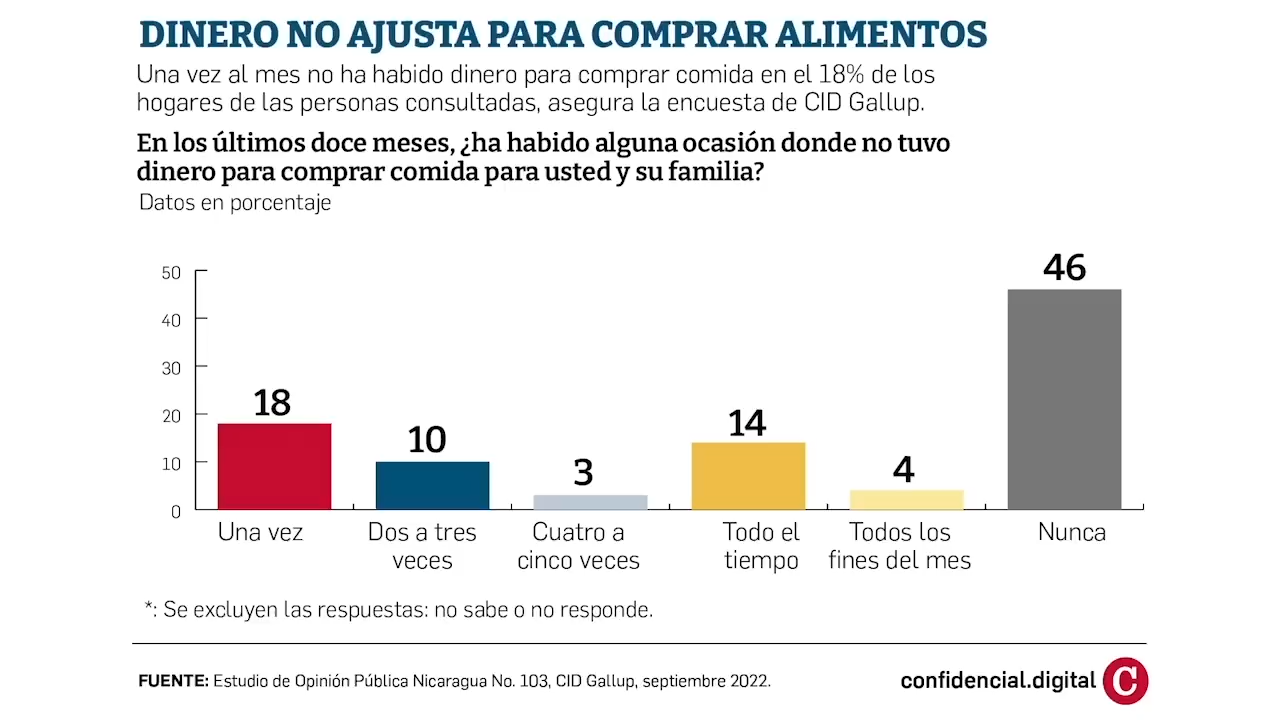 DINERO NO AJUSTA PARA COMPRAR ALIMENTOS
Una vez al mes no ha habido dinero para comprar comida en el 18% de los
hogares de las personas consultadas, asegura la encuesta de CID Gallup.
En los últimos doce meses, ¿ha habido alguna ocasión donde no tuvo
dinero para comprar comida para usted y su familia?
Datos en porcentaje
50
40
30
20
10
0
18
10
3
14
4
46
Una vez
Dos a tres
veces
Cuatro a
cinco veces
Todo el
tiempo
Todos los
fines del mes
Nunca
*: Se excluyen las respuestas: no sabe o no responde.
FUENTE: Estudio de Opinión Pública Nicaragua No. 103, CID Gallup, septiembre 2022.
confidencial.digital C